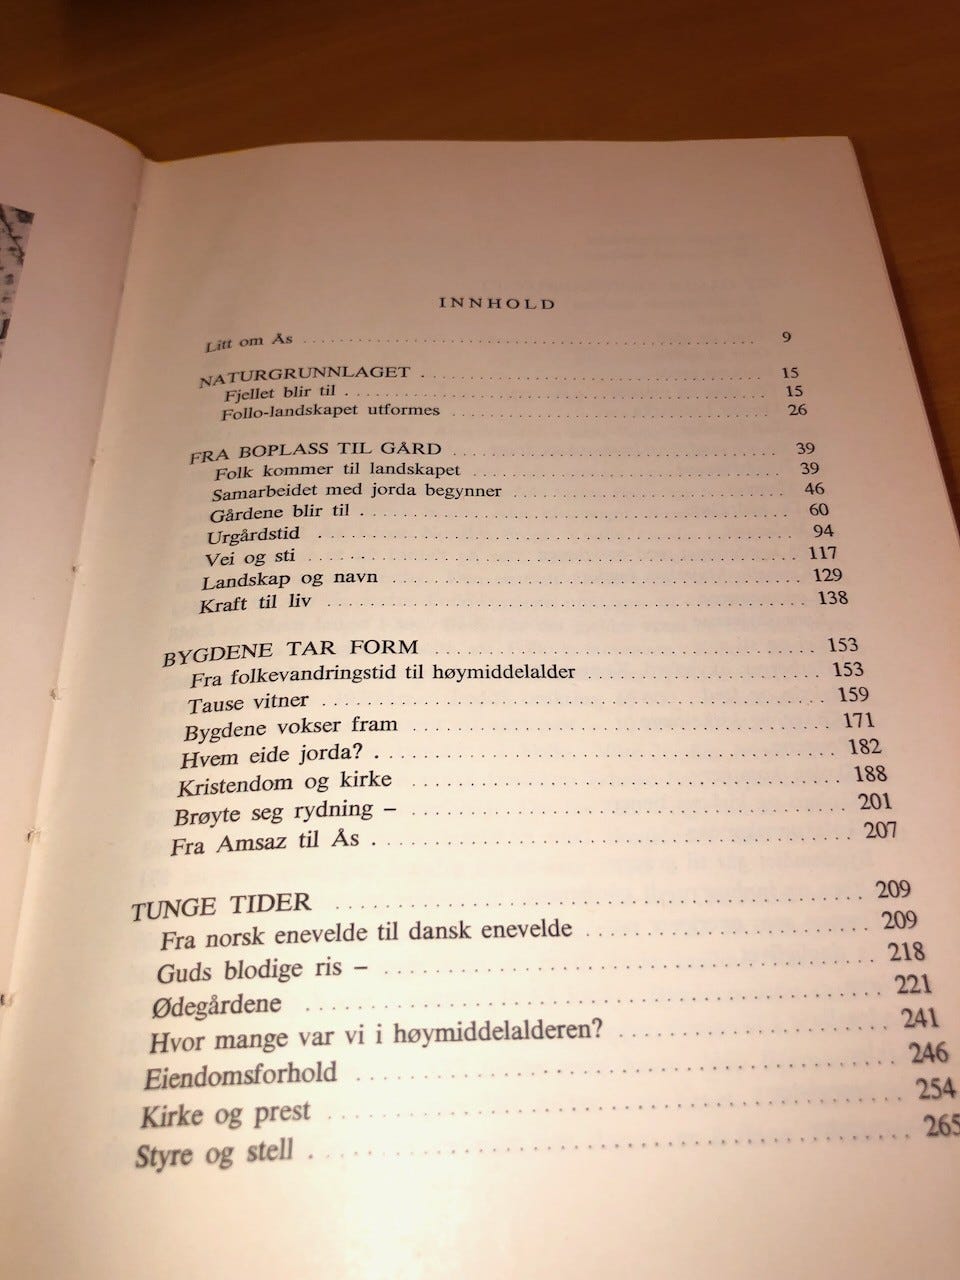 INNHOLD
Litt om Ås 9
NATURGRUNNLAGET 15
Fjellet blir til 15
Follo-landskapet utformes 26
FRA BOPLASS TIL GÅRD 39
Folk kommer til landskapet 39
Samarbeidet med jorda begynner 46
Gårdene blir til 60
Urgårdstid 94
Vei og sti 117
Landskap og navn 129
Kraft til liv 138
BYGDENE TAR FORM 153
Fra folkevandringstid til høymiddelalder 153
Tause vitner 159
Bygdene vokser fram 171
Hvem eide jorda? 182
Kristendom og kirke 188
Brøyte seg rydning – 201
Fra Amsaz til Ås 207
TUNGE TIDER 209
Fra norsk enevelde til dansk enevelde 209
Guds blodige ris – 218
Ødegårdene 221
Hvor mange var vi i høymiddelalderen? 241
Eiendomsforhold 246
Kirke og prest 254
Styre og stell 265